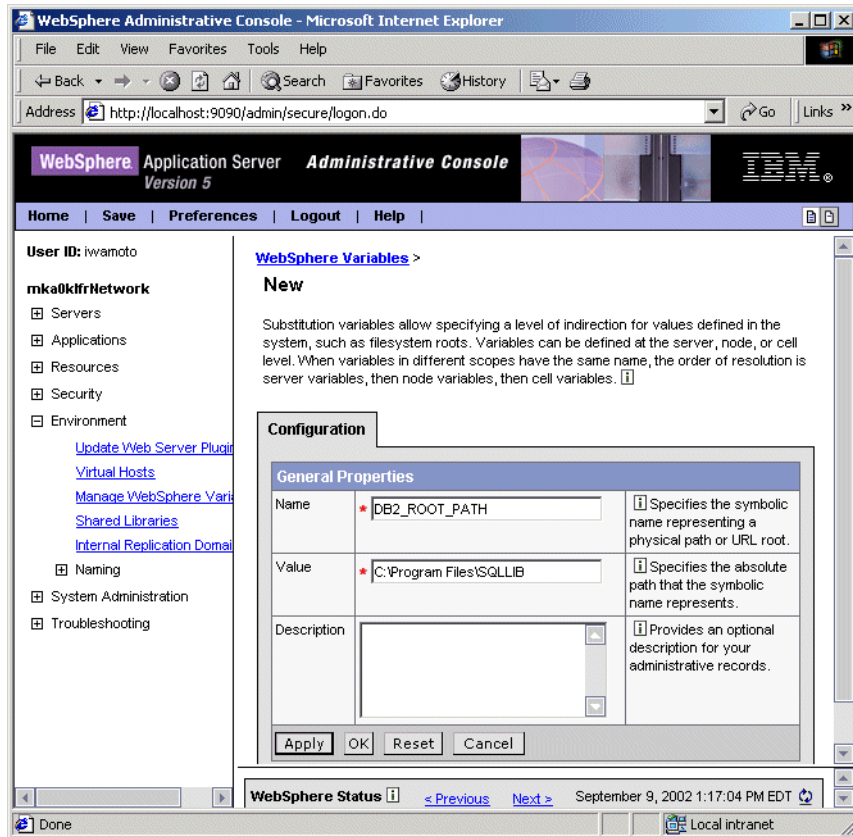 WebSphere Administrative Console - Microsoft Internet Explorer
File Edit View Favorites Tools Help
Back Search Favorites History
Address http://localhost:9090/admin/secure/logon.do Go Links »
WebSphere Application Server Administrative Console
Version 5
IBM
Home | Save | Preferences | Logout | Help |
User ID: iwamoto
mka0klfrNetwork
Servers
Applications
Resources
Security
Environment
Update Web Server Plugin
Virtual Hosts
Manage WebSphere Vari
Shared Libraries
Internal Replication Domai
Naming
System Administration
Troubleshooting
WebSphere Variables >
New
Substitution variables allow specifying a level of indirection for values defined in the
system, such as filesystem roots. Variables can be defined at the server, node, or cell
level. When variables in different scopes have the same name, the order of resolution is
server variables, then node variables, then cell variables. i
Configuration
General Properties
Name * DB2_ROOT_PATH
i Specifies the symbolic
name representing a
physical path or URL root.
Value * C:\Program Files\SQLLIB
i Specifies the absolute
path that the symbolic
name represents.
Description
i Provides an optional
description for your
administrative records.
Apply OK Reset Cancel
WebSphere Status i < Previous Next > September 9, 2002 1:17:04 PM EDT
Done Local intranet